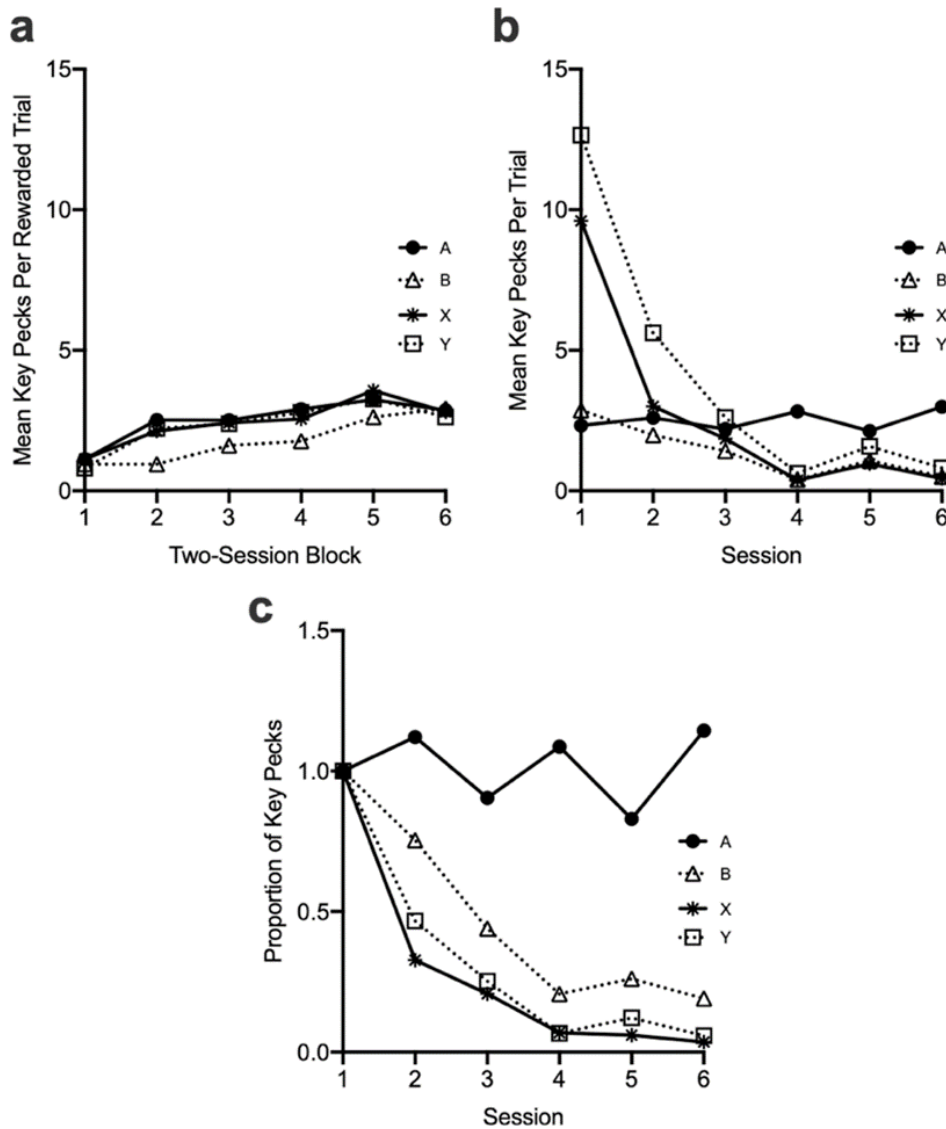 a
Mean Key Pecks Per Rewarded Trial
15
10
5
0
1 2 3 4 5 6
Two-Session Block
A
B
X
Y
b
Mean Key Pecks Per Trial
15
10
5
0
1 2 3 4 5 6
Session
A
B
X
Y
c
Proportion of Key Pecks
1.5
1.0
0.5
0.0
1 2 3 4 5 6
Session
A
B
X
Y